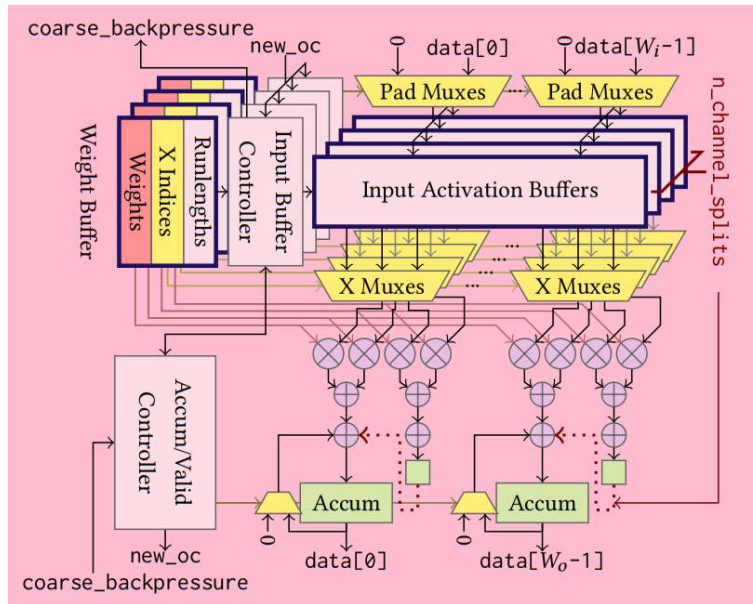 coarse_backpressure
new_oc
0
data[0]
0
data[Wᵢ-1]
Pad Muxes
...
Pad Muxes
n_channel_splits
Weight Buffer
Weights
X Indices
Runlengths
Input Buffer
Controller
Input Activation Buffers
...
...
X Muxes
...
X Muxes
Accum/Valid
Controller
Accum
Accum
0
0
new_oc
data[0]
data[Wₒ-1]
coarse_backpressure